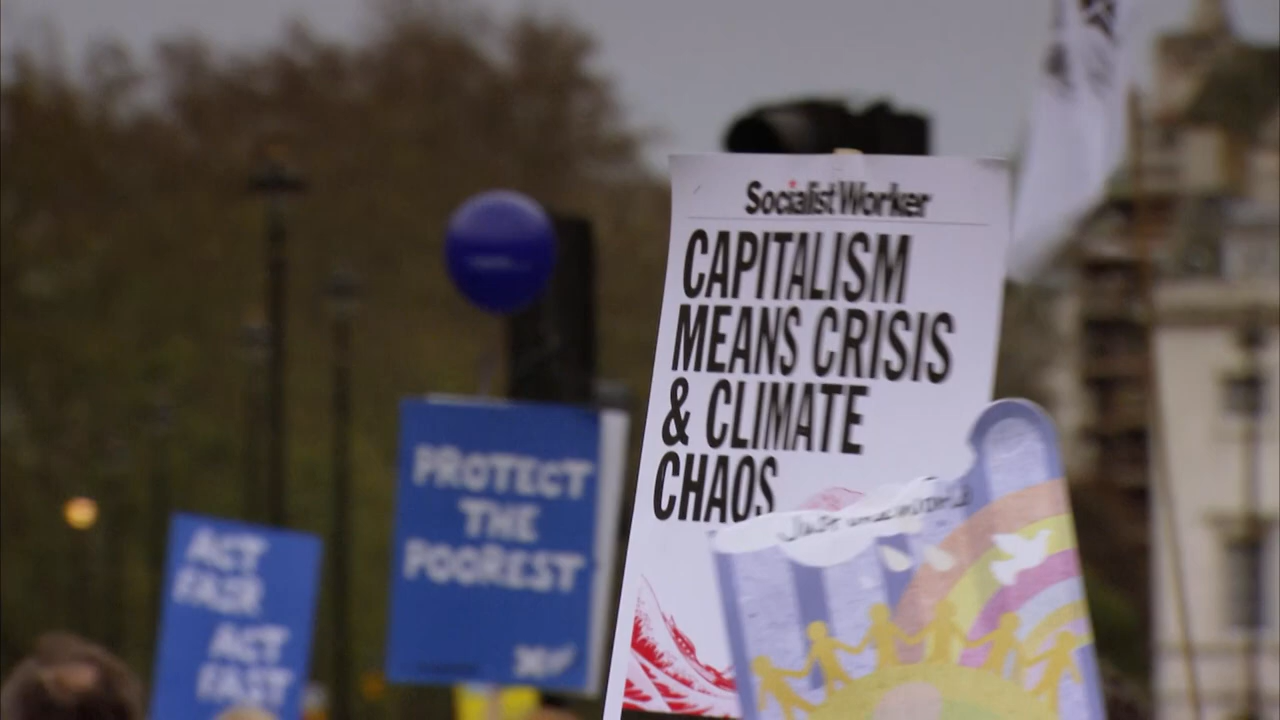 Socialist Worker
CAPITALISM
MEANS CRISIS
& CLIMATE
CHAOS
PROTECT
THE
POOREST
ACT
FAIR
ACT
FAST